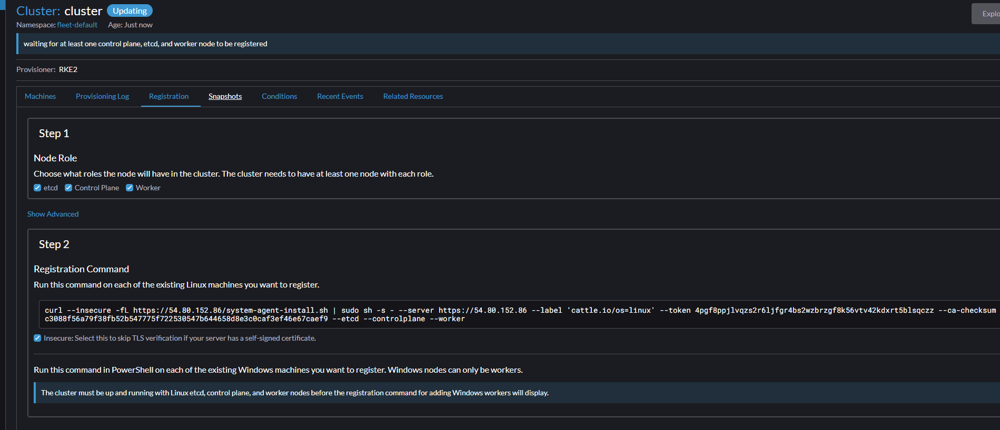 Cluster: cluster Updating
Explo
Namespace: fleet-default Age: Just now
waiting for at least one control plane, etcd, and worker node to be registered
Provisioner: RKE2
Machines Provisioning Log Registration Snapshots Conditions Recent Events Related Resources
Step 1
Node Role
Choose what roles the node will have in the cluster. The cluster needs to have at least one node with each role.
etcd Control Plane Worker
Show Advanced
Step 2
Registration Command
Run this command on each of the existing Linux machines you want to register.
curl --insecure -fL https://54.80.152.86/system-agent-install.sh | sudo sh -s - --server https://54.80.152.86 --label 'cattle.io/os=linux' --token 4pgf8ppjlvqzs2r6ljfgr4bs2wzbrzgf8k56vtv42kdxrt5blsqczz --ca-checksum
c3088f56a79f38fb52b547775f722530547b644658d8e3c0caf3ef46e67caef9 --etcd --controlplane --worker
Insecure: Select this to skip TLS verification if your server has a self-signed certificate.
Run this command in PowerShell on each of the existing Windows machines you want to register. Windows nodes can only be workers.
The cluster must be up and running with Linux etcd, control plane, and worker nodes before the registration command for adding Windows workers will display.